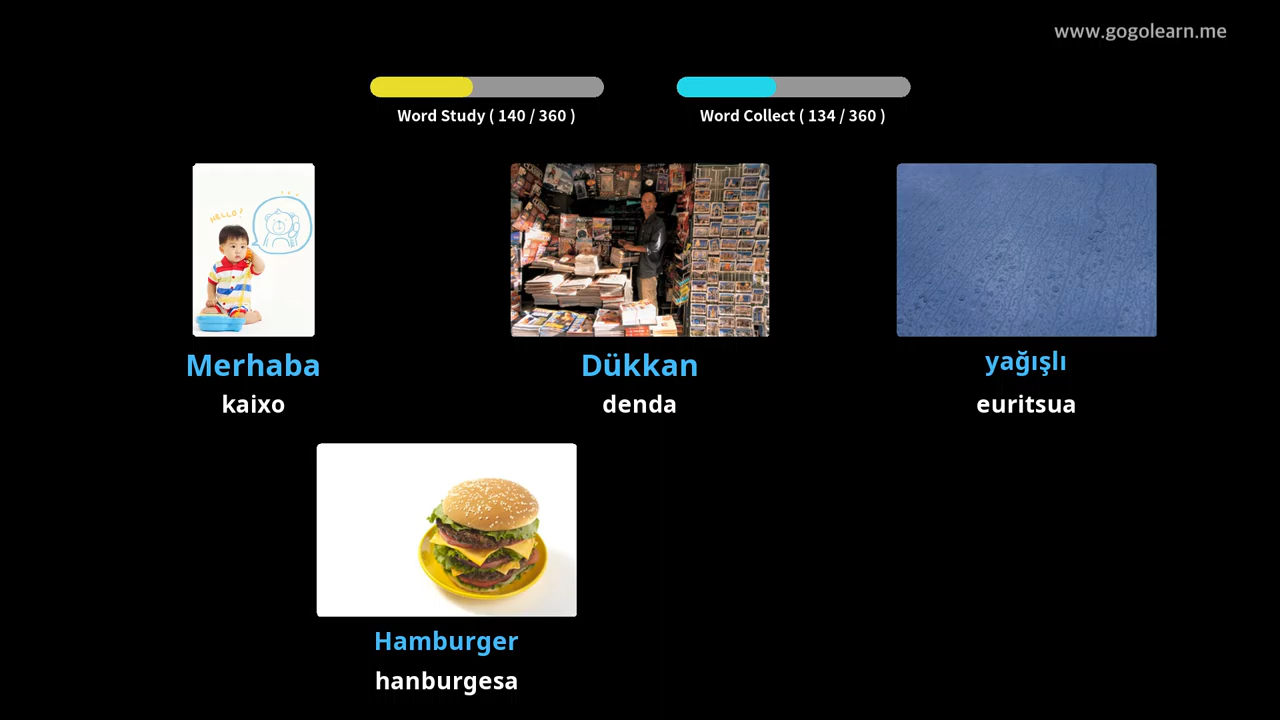 www.gogolearn.me
Word Study ( 140 / 360 )
Word Collect ( 134 / 360 )
HELLO?
Merhaba
kaixo
Dükkan
denda
yağışlı
euritsua
Hamburger
hanburgesa